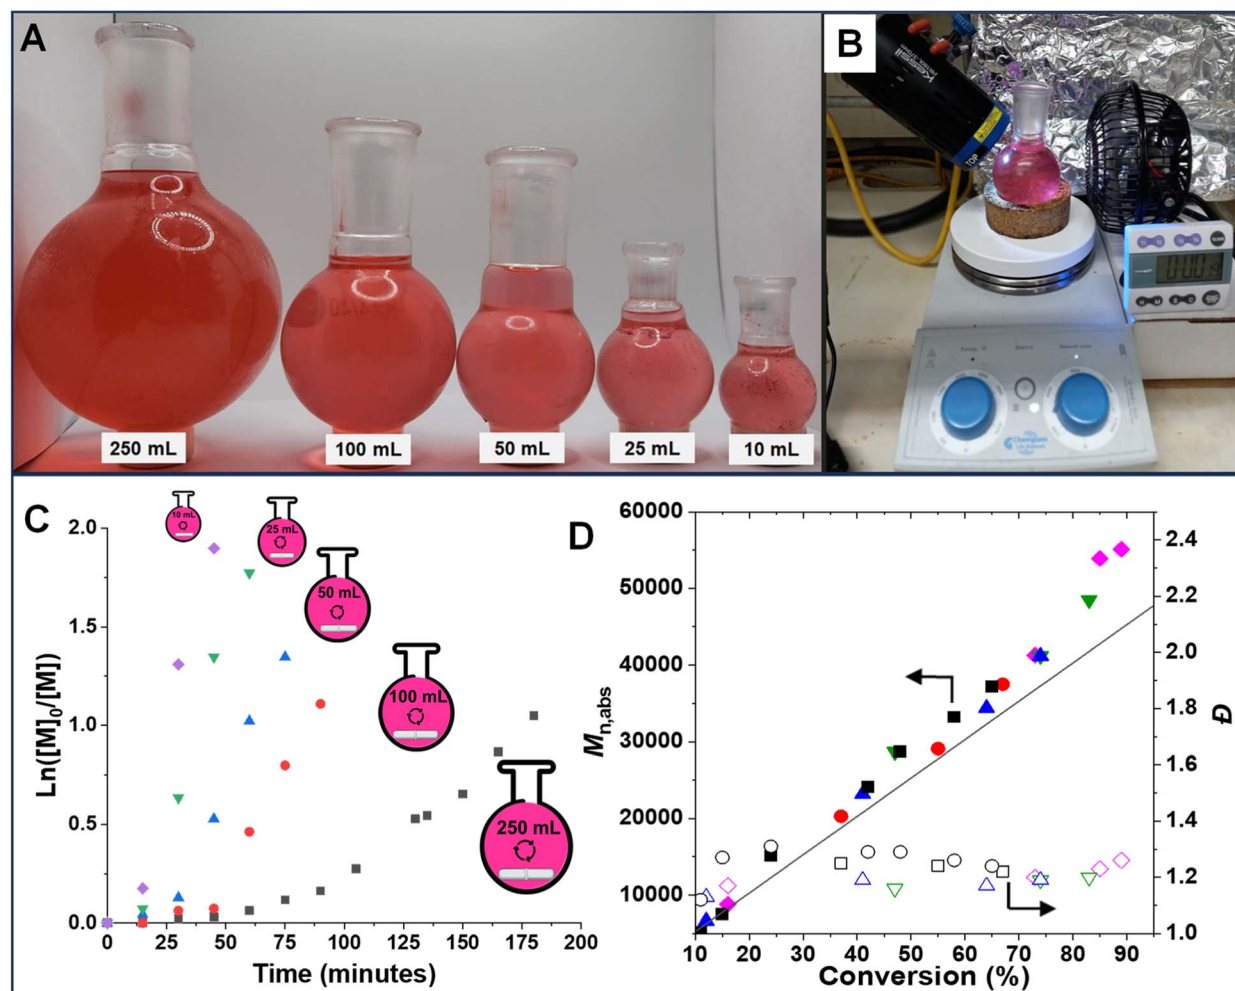 A
250 mL
100 mL
50 mL
25 mL
10 mL
B
Kessil
TOP
Chemglass
C
10 mL
25 mL
50 mL
100 mL
250 mL
2.0
1.5
1.0
0.5
0.0
Ln([M]₀/[M])
0 25 50 75 100 125 150 175 200
Time (minutes)
D
60000
50000
40000
30000
20000
10000
Mn,abs
2.4
2.2
2.0
1.8
1.6
1.4
1.2
1.0
Đ
10 20 30 40 50 60 70 80 90
Conversion (%)